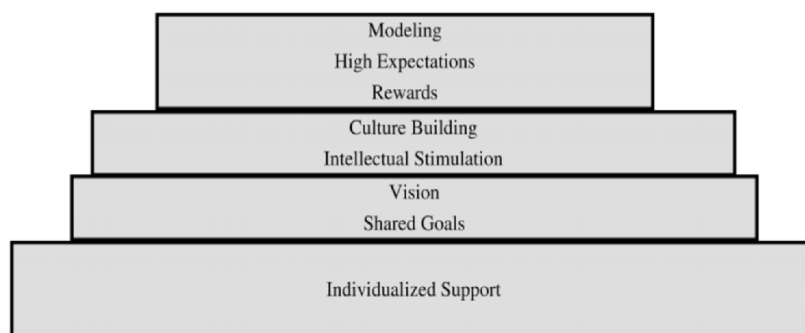 Modeling
High Expectations
Rewards
Culture Building
Intellectual Stimulation
Vision
Shared Goals
Individualized Support